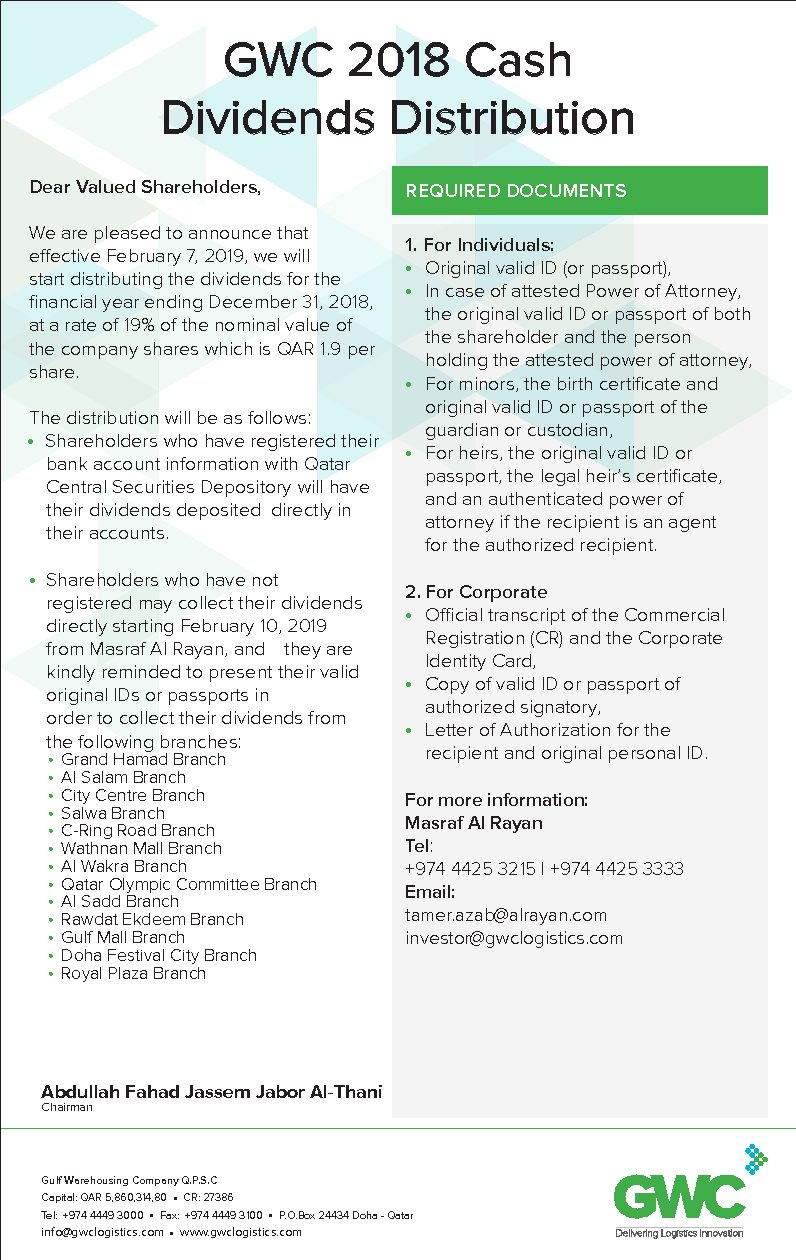 GWC 2018 Cash
Dividends Distribution
Dear Valued Shareholders,
We are pleased to announce that
effective February 7, 2019, we will
start distributing the dividends for the
financial year ending December 31, 2018,
at a rate of 19% of the nominal value of
the company shares which is QAR 1.9 per
share.
The distribution will be as follows:
• Shareholders who have registered their
bank account information with Qatar
Central Securities Depository will have
their dividends deposited directly in
their accounts.
• Shareholders who have not
registered may collect their dividends
directly starting February 10, 2019
from Masraf Al Rayan, and they are
kindly reminded to present their valid
original IDs or passports in
order to collect their dividends from
the following branches:
• Grand Hamad Branch
• Al Salam Branch
• City Centre Branch
• Salwa Branch
• C-Ring Road Branch
• Wathnan Mall Branch
• Al Wakra Branch
• Qatar Olympic Committee Branch
• Al Sadd Branch
• Rawdat Ekdeem Branch
• Gulf Mall Branch
• Doha Festival City Branch
• Royal Plaza Branch
Abdullah Fahad Jassem Jabor Al-Thani
Chairman
REQUIRED DOCUMENTS
1. For Individuals:
• Original valid ID (or passport),
• In case of attested Power of Attorney,
the original valid ID or passport of both
the shareholder and the person
holding the attested power of attorney,
• For minors, the birth certificate and
original valid ID or passport of the
guardian or custodian,
• For heirs, the original valid ID or
passport, the legal heir's certificate,
and an authenticated power of
attorney if the recipient is an agent
for the authorized recipient.
2. For Corporate
• Official transcript of the Commercial
Registration (CR) and the Corporate
Identity Card,
• Copy of valid ID or passport of
authorized signatory,
• Letter of Authorization for the
recipient and original personal ID.
For more information:
Masraf Al Rayan
Tel:
+974 4425 3215 | +974 4425 3333
Email:
tamer.azab@alrayan.com
investor@gwclogistics.com
Gulf Warehousing Company Q.P.S.C
Capital: QAR 5,860,314,80 • CR: 27386
Tel: +974 4449 3000 • Fax: +974 4449 3100 • P.O.Box 24434 Doha - Qatar
info@gwclogistics.com • www.gwclogistics.com
GWC
Delivering Logistics Innovation